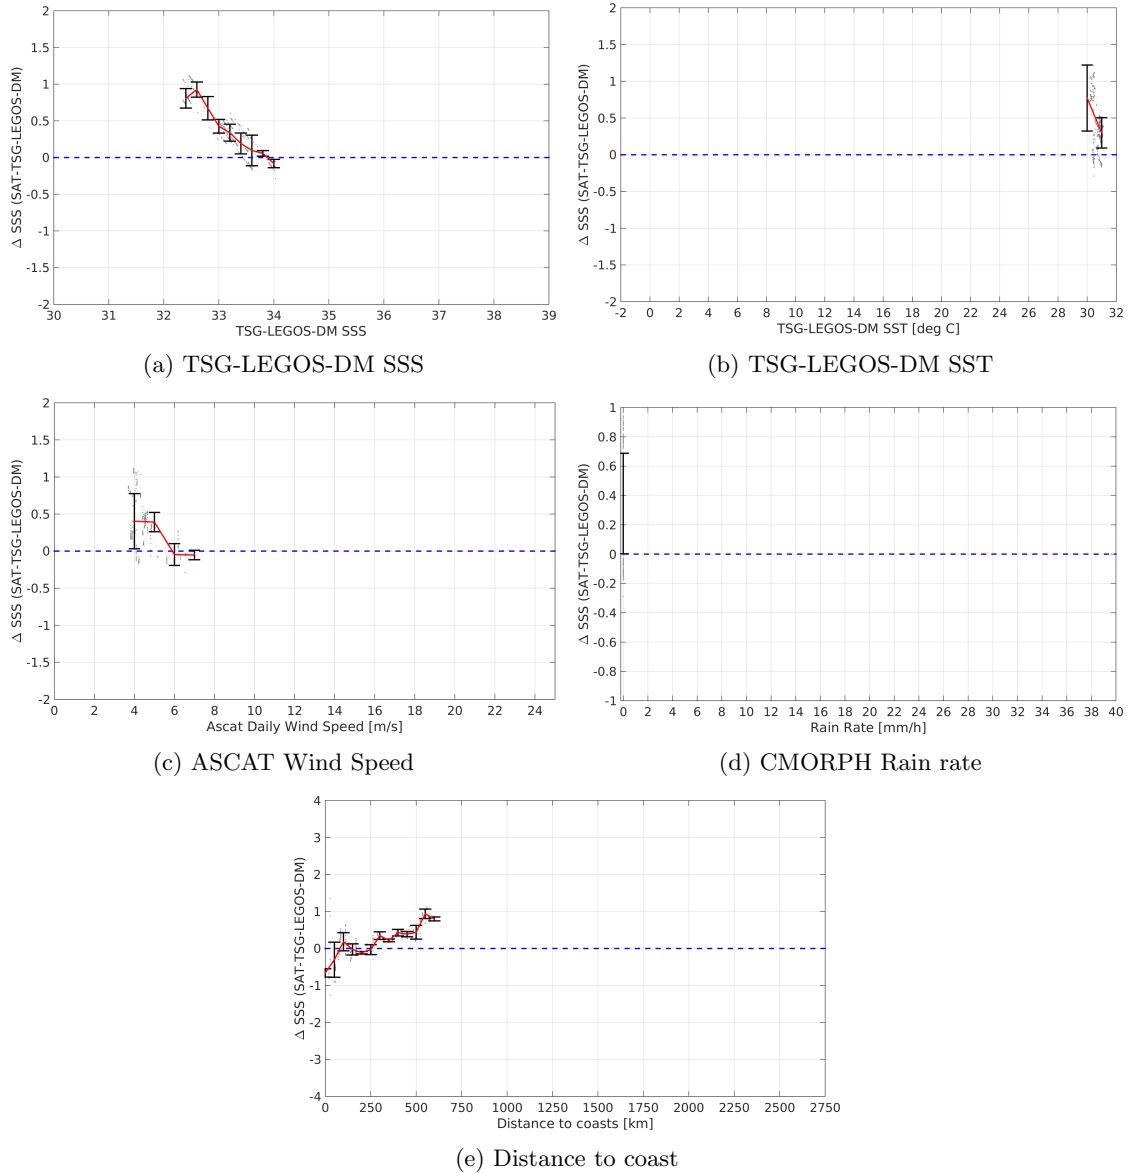 2
1.5
1
0.5
0
-0.5
-1
-1.5
-2
Δ SSS (SAT-TSG-LEGOS-DM)
30 31 32 33 34 35 36 37 38 39
TSG-LEGOS-DM SSS
(a) TSG-LEGOS-DM SSS
2
1.5
1
0.5
0
-0.5
-1
-1.5
-2
Δ SSS (SAT-TSG-LEGOS-DM)
-2 0 2 4 6 8 10 12 14 16 18 20 22 24 26 28 30 32
TSG-LEGOS-DM SST [deg C]
(b) TSG-LEGOS-DM SST
2
1.5
1
0.5
0
-0.5
-1
-1.5
-2
Δ SSS (SAT-TSG-LEGOS-DM)
0 2 4 6 8 10 12 14 16 18 20 22 24
Ascat Daily Wind Speed [m/s]
(c) ASCAT Wind Speed
1
0.8
0.6
0.4
0.2
0
-0.2
-0.4
-0.6
-0.8
-1
Δ SSS (SAT-TSG-LEGOS-DM)
0 2 4 6 8 10 12 14 16 18 20 22 24 26 28 30 32 34 36 38 40
Rain Rate [mm/h]
(d) CMORPH Rain rate
4
3
2
1
0
-1
-2
-3
-4
Δ SSS (SAT-TSG-LEGOS-DM)
0 250 500 750 1000 1250 1500 1750 2000 2250 2500 2750
Distance to coasts [km]
(e) Distance to coast